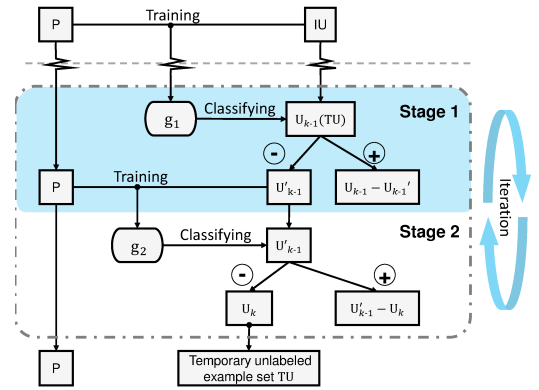 Training
P
IU
Stage 1
Classifying
g₁
Uₖ₋₁(TU)
-
+
Training
P
U'ₖ₋₁
Uₖ₋₁ − Uₖ₋₁'
Iteration
Stage 2
Classifying
g₂
U'ₖ₋₁
-
+
Uₖ
U'ₖ₋₁ − Uₖ
P
Temporary unlabeled
example set TU